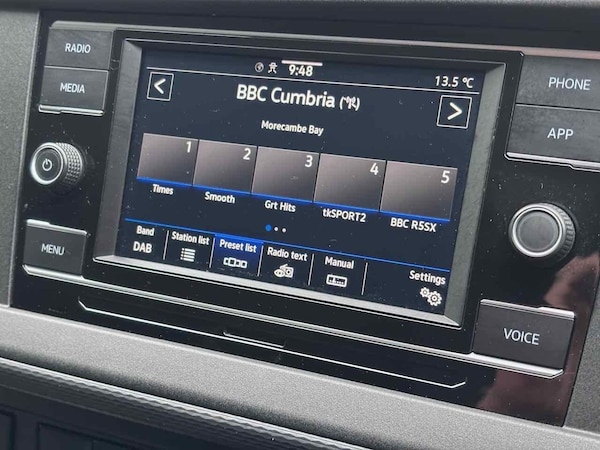 RADIO
MEDIA
MENU
9:48
13.5 °C
<
BBC Cumbria
>
Morecambe Bay
1 2 3 4 5
Times Smooth Grt Hits tkSPORT2 BBC R5SX
Band Station list Preset list Radio text Manual Settings
DAB
PHONE
APP
VOICE